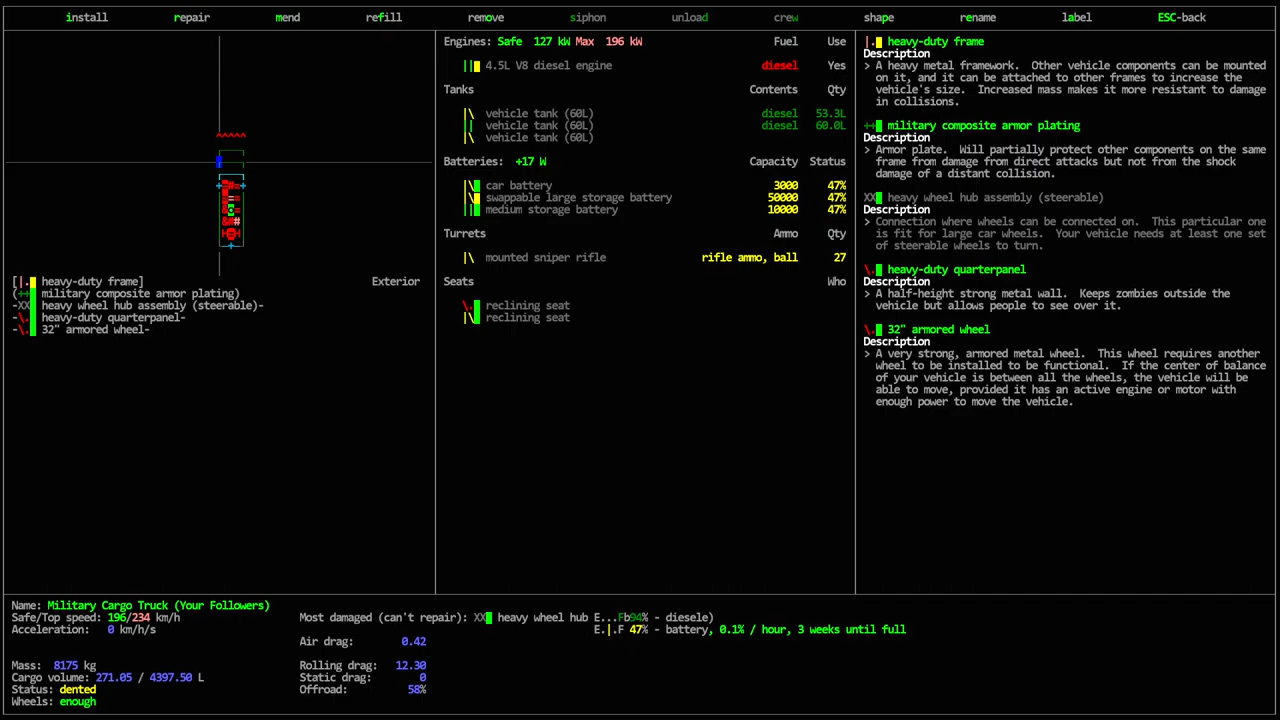 install repair mend refill remove siphon unload crew shape rename label ESC-back
Engines: Safe 127 kW Max 196 kW Fuel Use
4.5L V8 diesel engine diesel Yes
Tanks Contents Qty
vehicle tank (60L) diesel 53.3L
vehicle tank (60L) diesel 60.0L
vehicle tank (60L)
Batteries: +17 W Capacity Status
car battery 3000 47%
swappable large storage battery 50000 47%
medium storage battery 10000 47%
Turrets Ammo Qty
mounted sniper rifle rifle ammo, ball 27
Seats Who
reclining seat
reclining seat
[|. heavy-duty frame] Exterior
(++ military composite armor plating)
-XX heavy wheel hub assembly (steerable)-
-\. heavy-duty quarterpanel-
-\. 32" armored wheel-
|. heavy-duty frame
Description
> A heavy metal framework. Other vehicle components can be mounted
on it, and it can be attached to other frames to increase the
vehicle's size. Increased mass makes it more resistant to damage
in collisions.
++ military composite armor plating
Description
> Armor plate. Will partially protect other components on the same
frame from damage from direct attacks but not from the shock
damage of a distant collision.
XX heavy wheel hub assembly (steerable)
Description
> Connection where wheels can be connected on. This particular one
is fit for large car wheels. Your vehicle needs at least one set
of steerable wheels to turn.
\. heavy-duty quarterpanel
Description
> A half-height strong metal wall. Keeps zombies outside the
vehicle but allows people to see over it.
\. 32" armored wheel
Description
> A very strong, armored metal wheel. This wheel requires another
wheel to be installed to be functional. If the center of balance
of your vehicle is between all the wheels, the vehicle will be
able to move, provided it has an active engine or motor with
enough power to move the vehicle.
Name: Military Cargo Truck (Your Followers)
Safe/Top speed: 196/234 km/h
Acceleration: 0 km/h/s
Mass: 8175 kg
Cargo volume: 271.05 / 4397.50 L
Status: dented
Wheels: enough
Most damaged (can't repair): XX heavy wheel hub E...Fb94% - diesele)
E.|.F 47% - battery, 0.1% / hour, 3 weeks until full
Air drag: 0.42
Rolling drag: 12.30
Static drag: 0
Offroad: 58%